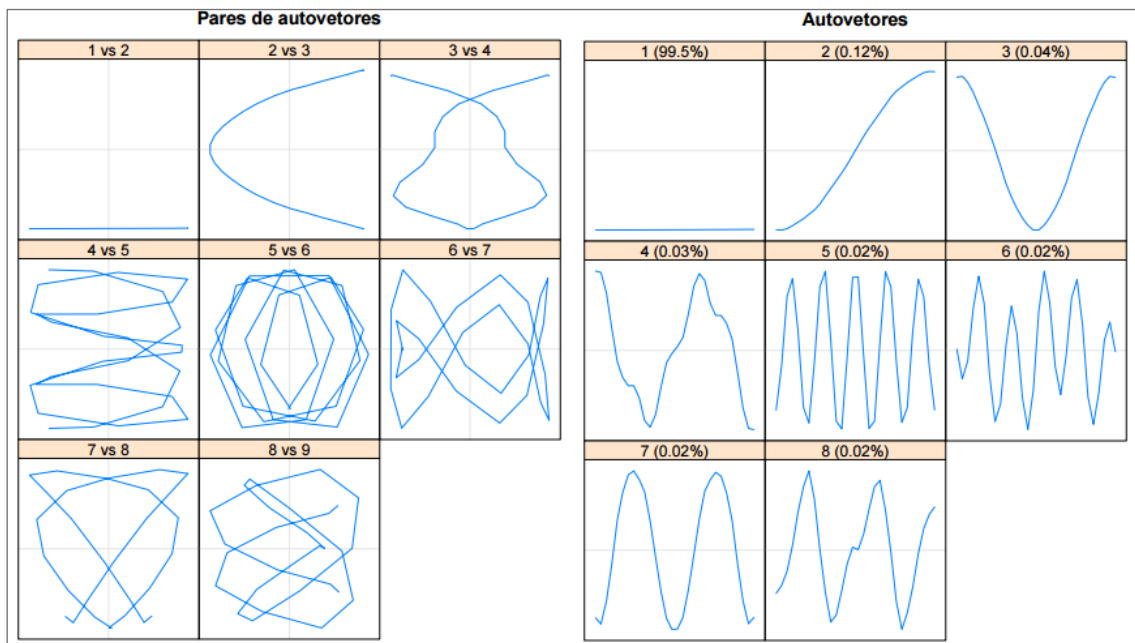 Pares de autovetores
1 vs 2
2 vs 3
3 vs 4
4 vs 5
5 vs 6
6 vs 7
7 vs 8
8 vs 9
Autovetores
1 (99.5%)
2 (0.12%)
3 (0.04%)
4 (0.03%)
5 (0.02%)
6 (0.02%)
7 (0.02%)
8 (0.02%)